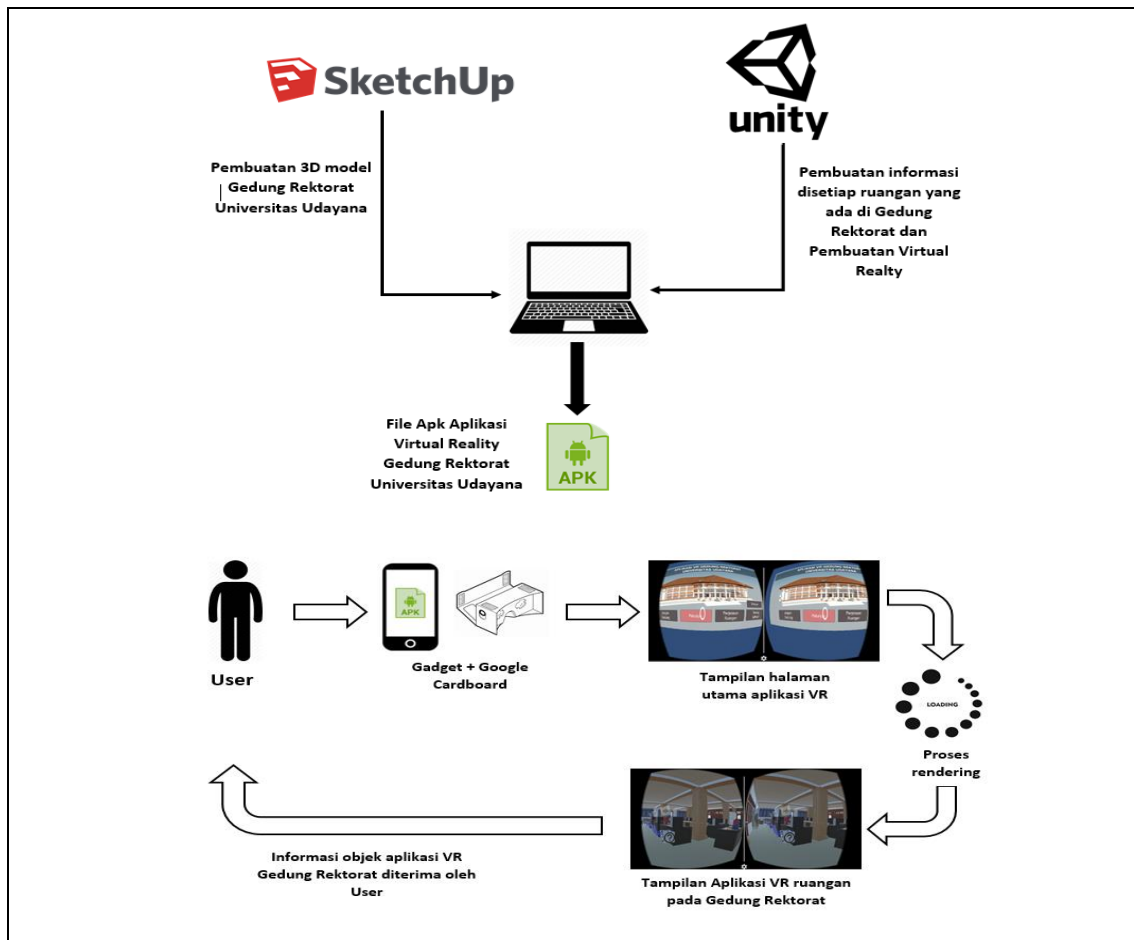 SketchUp
unity
Pembuatan 3D model
Gedung Rektorat
Universitas Udayana
Pembuatan informasi
disetiap ruangan yang
ada di Gedung
Rektorat dan
Pembuatan Virtual
Realty
File Apk Aplikasi
Virtual Reality
Gedung Rektorat
Universitas Udayana
APK
User
APK
Gadget + Google
Cardboard
Tampilan halaman
utama aplikasi VR
LOADING
Proses
rendering
Informasi objek aplikasi VR
Gedung Rektorat diterima oleh
User
Tampilan Aplikasi VR ruangan
pada Gedung Rektorat